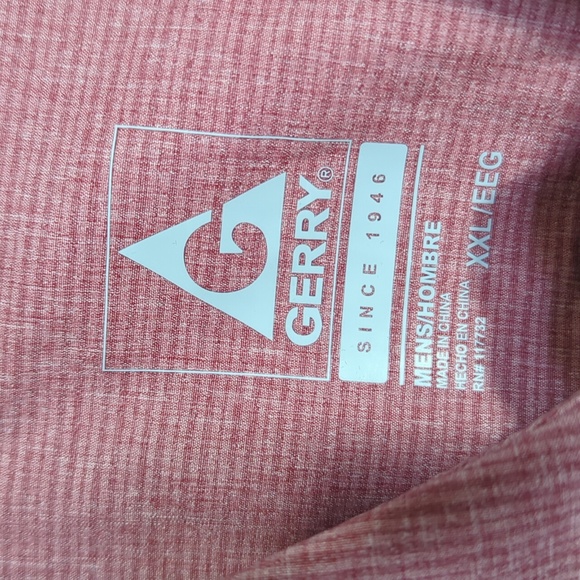 G
GERRY®
SINCE 1946
MENS/HOMBRE
MADE IN CHINA
HECHO EN CHINA
RN# 117732
XXL/EEG